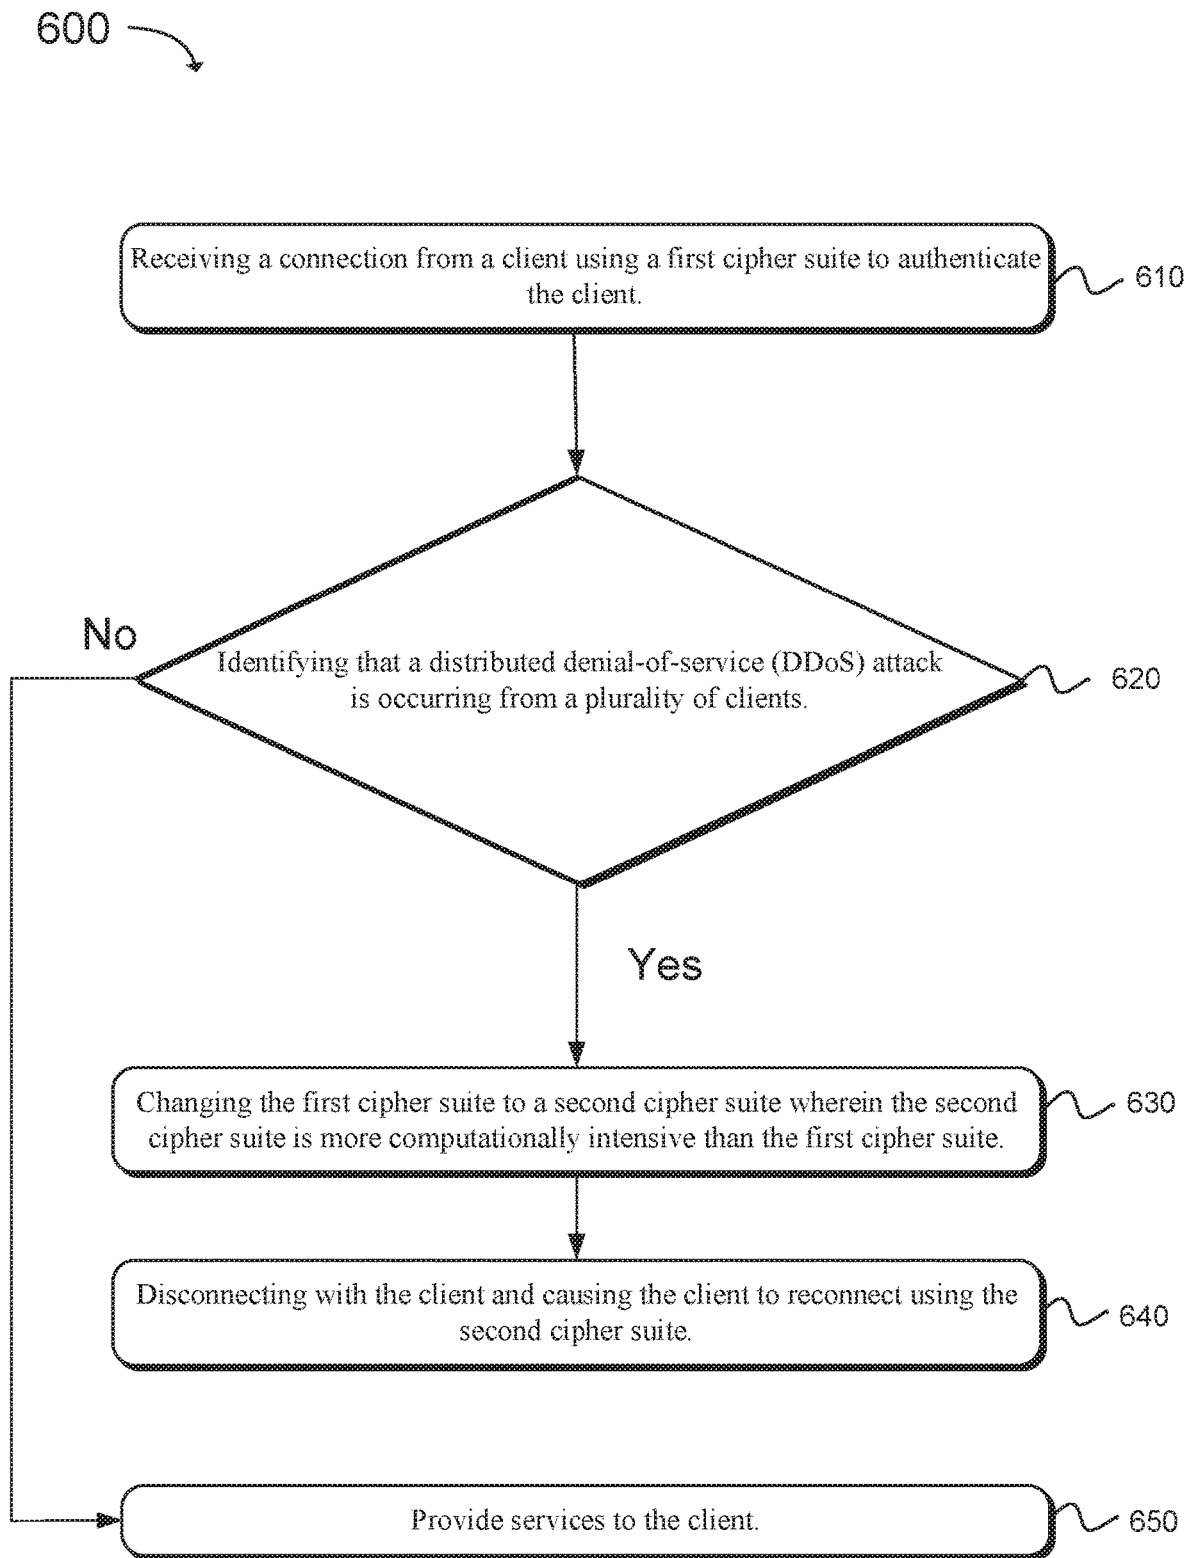 600
Receiving a connection from a client using a first cipher suite to authenticate
the client.
610
No
Identifying that a distributed denial-of-service (DDoS) attack
is occurring from a plurality of clients.
620
Yes
Changing the first cipher suite to a second cipher suite wherein the second
cipher suite is more computationally intensive than the first cipher suite.
630
Disconnecting with the client and causing the client to reconnect using the
second cipher suite.
640
Provide services to the client.
650